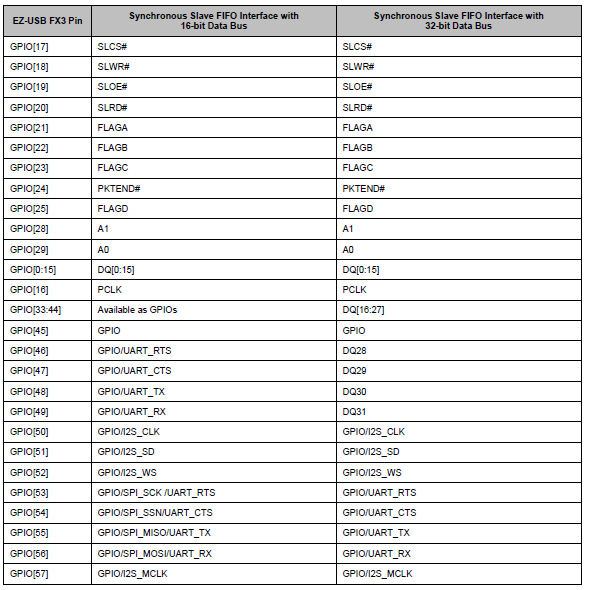 EZ-USB FX3 Pin Synchronous Slave FIFO Interface with 16-bit Data Bus Synchronous Slave FIFO Interface with 32-bit Data Bus
GPIO[17] SLCS# SLCS#
GPIO[18] SLWR# SLWR#
GPIO[19] SLOE# SLOE#
GPIO[20] SLRD# SLRD#
GPIO[21] FLAGA FLAGA
GPIO[22] FLAGB FLAGB
GPIO[23] FLAGC FLAGC
GPIO[24] PKTEND# PKTEND#
GPIO[25] FLAGD FLAGD
GPIO[28] A1 A1
GPIO[29] A0 A0
GPIO[0:15] DQ[0:15] DQ[0:15]
GPIO[16] PCLK PCLK
GPIO[33:44] Available as GPIOs DQ[16:27]
GPIO[45] GPIO GPIO
GPIO[46] GPIO/UART_RTS DQ28
GPIO[47] GPIO/UART_CTS DQ29
GPIO[48] GPIO/UART_TX DQ30
GPIO[49] GPIO/UART_RX DQ31
GPIO[50] GPIO/I2S_CLK GPIO/I2S_CLK
GPIO[51] GPIO/I2S_SD GPIO/I2S_SD
GPIO[52] GPIO/I2S_WS GPIO/I2S_WS
GPIO[53] GPIO/SPI_SCK /UART_RTS GPIO/UART_RTS
GPIO[54] GPIO/SPI_SSN/UART_CTS GPIO/UART_CTS
GPIO[55] GPIO/SPI_MISO/UART_TX GPIO/UART_TX
GPIO[56] GPIO/SPI_MOSI/UART_RX GPIO/UART_RX
GPIO[57] GPIO/I2S_MCLK GPIO/I2S_MCLK